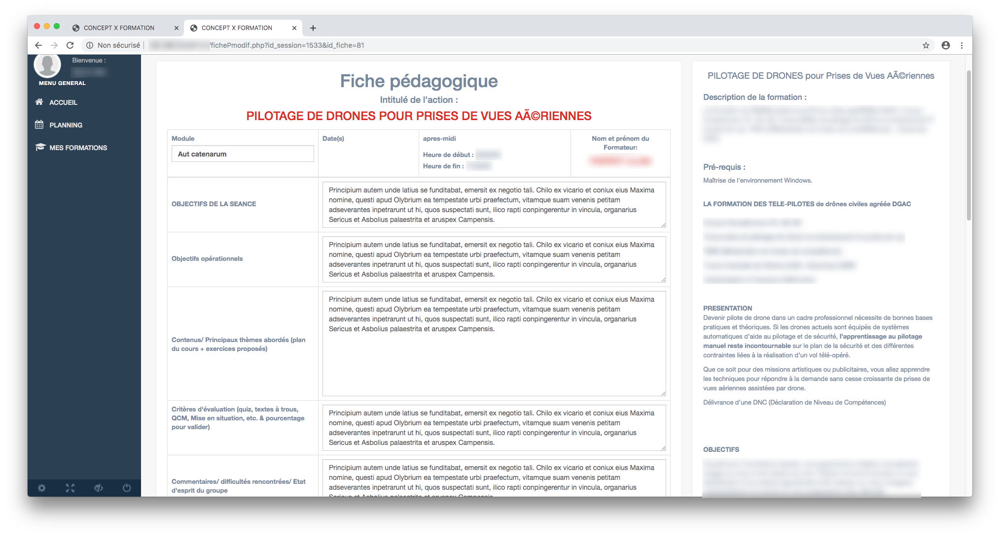 CONCEPT X FORMATION
CONCEPT X FORMATION
Non sécurisé
/fichePmodif.php?id_session=1533&id_fiche=81
Bienvenue :
MENU GENERAL
ACCUEIL
PLANNING
MES FORMATIONS
Fiche pédagogique
Intitulé de l'action :
PILOTAGE DE DRONES POUR PRISES DE VUES AÃ©RIENNES
Module
Aut catenarum
Date(s)
apres-midi
Heure de début :
Heure de fin :
Nom et prénom du
Formateur:
OBJECTIFS DE LA SEANCE
Principium autem unde latius se funditabat, emersit ex negotio tali. Chilo ex vicario et coniux eius Maxima
nomine, questi apud Olybrium ea tempestate urbi praefectum, vitamque suam venenis petitam
adseverantes inpetrarunt ut hi, quos suspectati sunt, ilico rapti conpingerentur in vincula, organarius
Sericus et Asbolius palaestrita et aruspex Campensis.
Objectifs opérationnels
Principium autem unde latius se funditabat, emersit ex negotio tali. Chilo ex vicario et coniux eius Maxima
nomine, questi apud Olybrium ea tempestate urbi praefectum, vitamque suam venenis petitam
adseverantes inpetrarunt ut hi, quos suspectati sunt, ilico rapti conpingerentur in vincula, organarius
Sericus et Asbolius palaestrita et aruspex Campensis.
Contenus/ Principaux thèmes abordés (plan
du cours + exercices proposés)
Principium autem unde latius se funditabat, emersit ex negotio tali. Chilo ex vicario et coniux eius Maxima
nomine, questi apud Olybrium ea tempestate urbi praefectum, vitamque suam venenis petitam
adseverantes inpetrarunt ut hi, quos suspectati sunt, ilico rapti conpingerentur in vincula, organarius
Sericus et Asbolius palaestrita et aruspex Campensis.
Critères d'évaluation (quiz, textes à trous,
QCM, Mise en situation, etc. & pourcentage
pour valider)
Principium autem unde latius se funditabat, emersit ex negotio tali. Chilo ex vicario et coniux eius Maxima
nomine, questi apud Olybrium ea tempestate urbi praefectum, vitamque suam venenis petitam
adseverantes inpetrarunt ut hi, quos suspectati sunt, ilico rapti conpingerentur in vincula, organarius
Sericus et Asbolius palaestrita et aruspex Campensis.
Commentaires/ difficultés rencontrées/ Etat
d'esprit du groupe
Principium autem unde latius se funditabat, emersit ex negotio tali. Chilo ex vicario et coniux eius Maxima
nomine, questi apud Olybrium ea tempestate urbi praefectum, vitamque suam venenis petitam
adseverantes inpetrarunt ut hi, quos suspectati sunt, ilico rapti conpingerentur in vincula, organarius
Sericus et Asbolius palaestrita et aruspex Campensis.
PILOTAGE DE DRONES pour Prises de Vues AÃ©riennes
Description de la formation :
Pré-requis :
Maîtrise de l'environnement Windows.
LA FORMATION DES TELE-PILOTES de drônes civiles agréée DGAC
PRESENTATION
Devenir pilote de drone dans un cadre professionnel nécessite de bonnes bases
pratiques et théoriques. Si les drones actuels sont équipés de systèmes
automatiques d’aide au pilotage et de sécurité, l’apprentissage au pilotage
manuel reste incontournable sur le plan de la sécurité et des différentes
contraintes liées à la réalisation d’un vol télé-opéré.
Que ce soit pour des missions artistiques ou publicitaires, vous allez apprendre
les techniques pour répondre à la demande sans cesse croissante de prises de
vues aériennes assistées par drone.
Délivrance d’une DNC (Déclaration de Niveau de Compétences)
OBJECTIFS